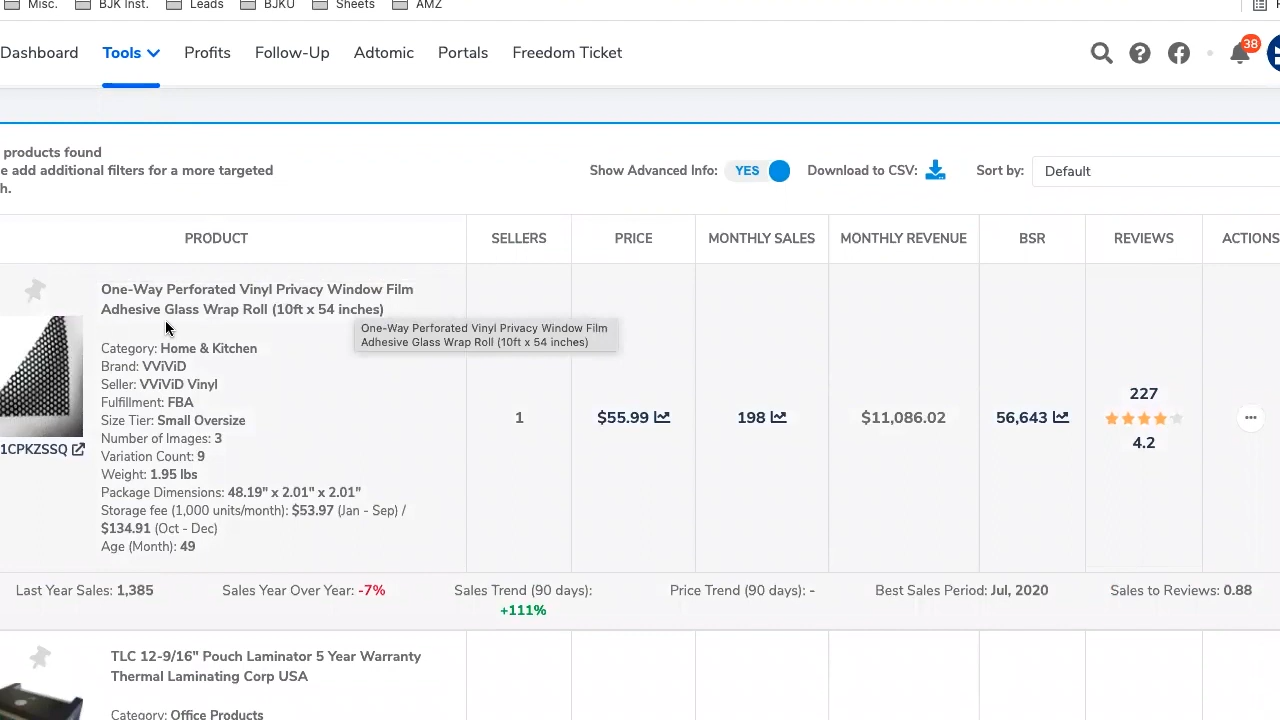 Misc. BJK Inst. Leads BJKU Sheets AMZ
Dashboard Tools Profits Follow-Up Adtomic Portals Freedom Ticket 38
products found
e add additional filters for a more targeted
h.
Show Advanced Info: YES Download to CSV: Sort by: Default
PRODUCT SELLERS PRICE MONTHLY SALES MONTHLY REVENUE BSR REVIEWS ACTIONS
One-Way Perforated Vinyl Privacy Window Film
Adhesive Glass Wrap Roll (10ft x 54 inches)
One-Way Perforated Vinyl Privacy Window Film
Adhesive Glass Wrap Roll (10ft x 54 inches)
Category: Home & Kitchen
Brand: VViViD
Seller: VViViD Vinyl
Fulfillment: FBA
Size Tier: Small Oversize
Number of Images: 3
Variation Count: 9
Weight: 1.95 lbs
Package Dimensions: 48.19" x 2.01" x 2.01"
Storage fee (1,000 units/month): $53.97 (Jan - Sep) /
$134.91 (Oct - Dec)
Age (Month): 49
1CPKZSSQ
1 $55.99 198 $11,086.02 56,643
227
4.2
Last Year Sales: 1,385 Sales Year Over Year: -7% Sales Trend (90 days): Price Trend (90 days): - Best Sales Period: Jul, 2020 Sales to Reviews: 0.88
+111%
TLC 12-9/16" Pouch Laminator 5 Year Warranty
Thermal Laminating Corp USA
Category: Office Products